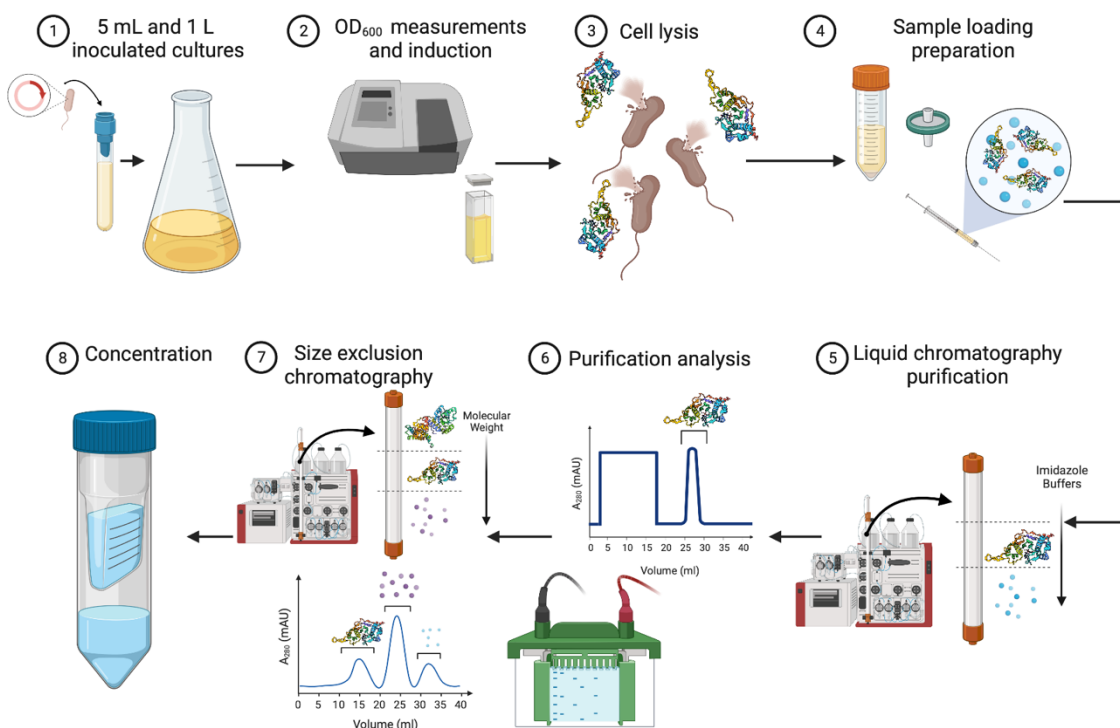 1
5 mL and 1 L
inoculated cultures
2
OD₆₀₀ measurements
and induction
3
Cell lysis
4
Sample loading
preparation
5
Liquid chromatography
purification
Imidazole
Buffers
6
Purification analysis
A₂₈₀ (mAU)
0 5 10 15 20 25 30 35 40
Volume (ml)
7
Size exclusion
chromatography
Molecular
Weight
A₂₈₀ (mAU)
0 5 10 15 20 25 30 35 40
Volume (ml)
8
Concentration